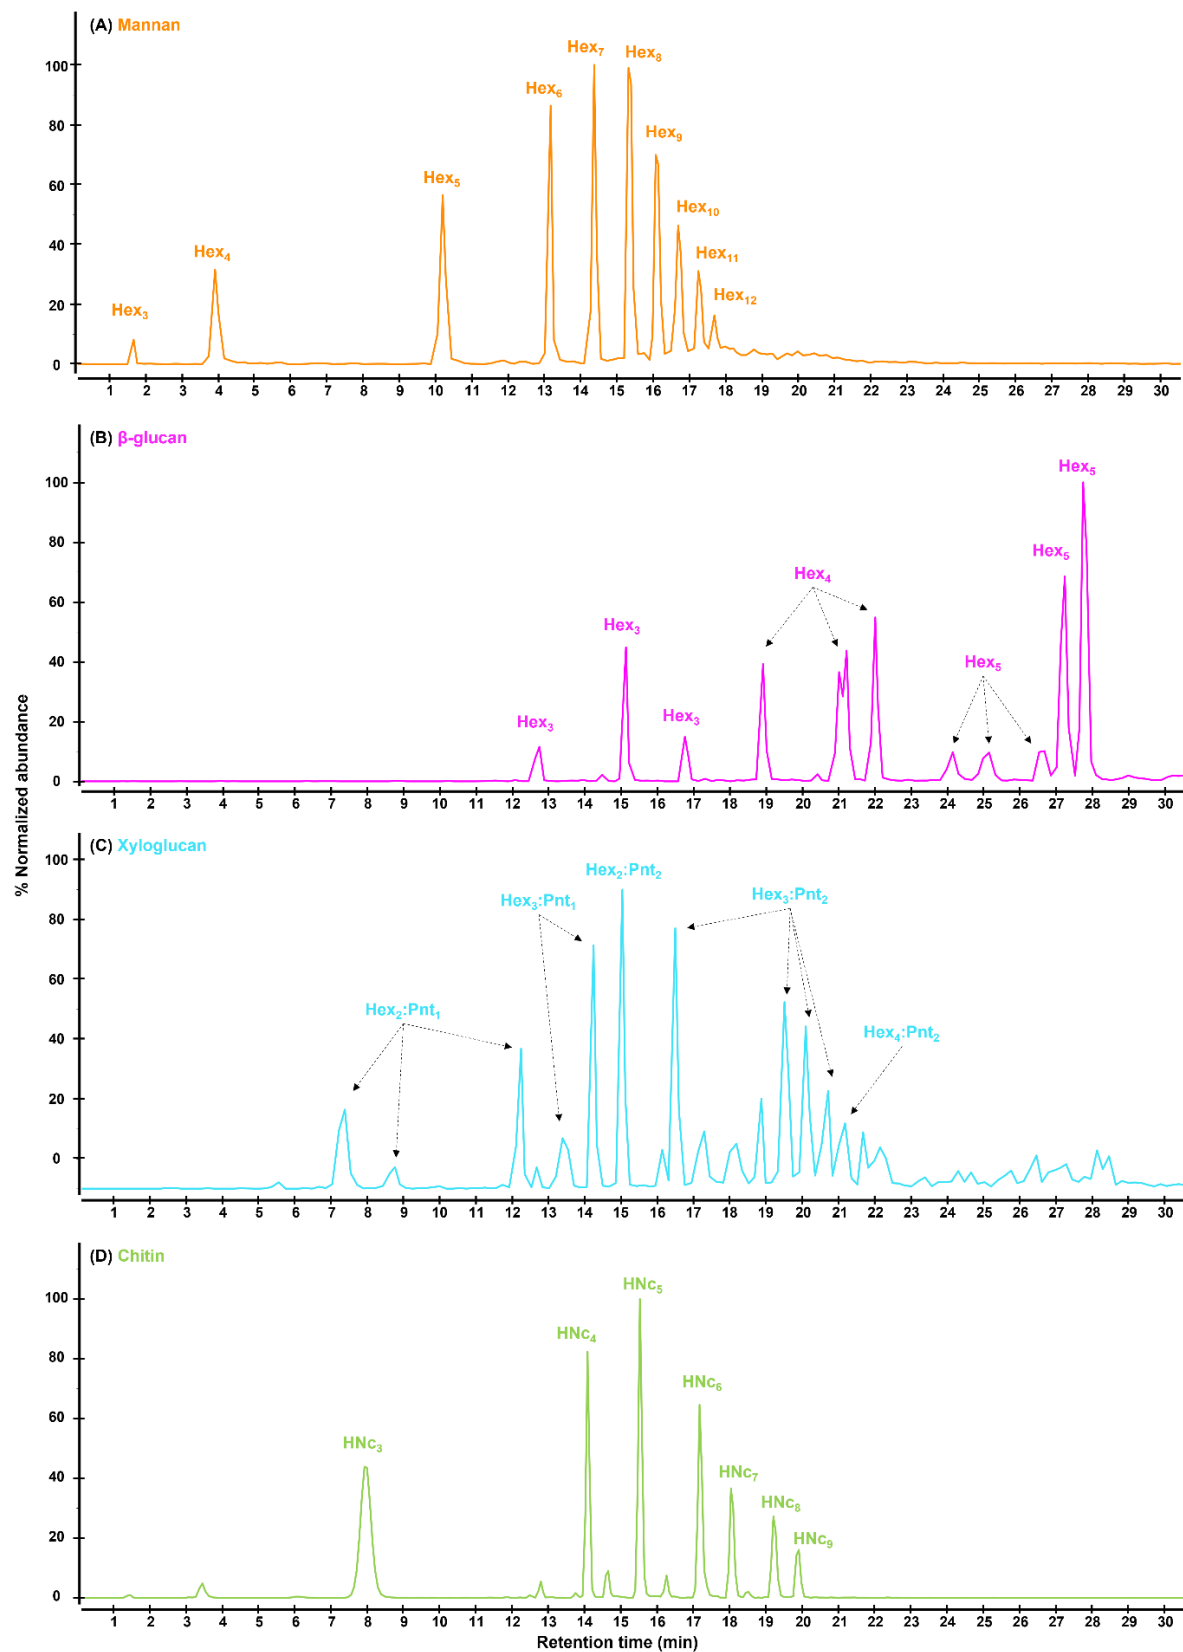 (A) Mannan
Hex₃
Hex₄
Hex₅
Hex₆
Hex₇
Hex₈
Hex₉
Hex₁₀
Hex₁₁
Hex₁₂
100
80
60
40
20
0
1 2 3 4 5 6 7 8 9 10 11 12 13 14 15 16 17 18 19 20 21 22 23 24 25 26 27 28 29 30
(B) β-glucan
Hex₃
Hex₃
Hex₃
Hex₄
Hex₅
Hex₅
Hex₅
100
80
60
40
20
0
1 2 3 4 5 6 7 8 9 10 11 12 13 14 15 16 17 18 19 20 21 22 23 24 25 26 27 28 29 30
% Normalized abundance
(C) Xyloglucan
Hex₂:Pnt₁
Hex₃:Pnt₁
Hex₂:Pnt₂
Hex₃:Pnt₂
Hex₄:Pnt₂
100
80
60
40
20
0
1 2 3 4 5 6 7 8 9 10 11 12 13 14 15 16 17 18 19 20 21 22 23 24 25 26 27 28 29 30
(D) Chitin
HNc₃
HNc₄
HNc₅
HNc₆
HNc₇
HNc₈
HNc₉
100
80
60
40
20
0
1 2 3 4 5 6 7 8 9 10 11 12 13 14 15 16 17 18 19 20 21 22 23 24 25 26 27 28 29 30
Retention time (min)